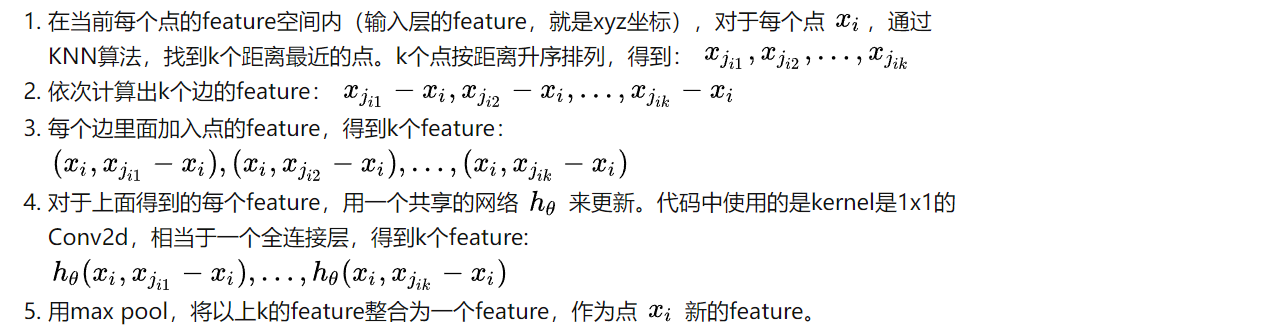 1. 在当前每个点的feature空间内（输入层的feature，就是xyz坐标），对于每个点 $x_i$ ，通过
KNN算法，找到k个距离最近的点。k个点按距离升序排列，得到： $x_{j_{i1}}, x_{j_{i2}}, \ldots, x_{j_{ik}}$
2. 依次计算出k个边的feature： $x_{j_{i1}} - x_i, x_{j_{i2}} - x_i, \ldots, x_{j_{ik}} - x_i$
3. 每个边里面加入点的feature，得到k个feature：
$(x_i, x_{j_{i1}} - x_i), (x_i, x_{j_{i2}} - x_i), \ldots, (x_i, x_{j_{ik}} - x_i)$
4. 对于上面得到的每个feature，用一个共享的网络 $h_\theta$ 来更新。代码中使用的是kernel是1x1的
Conv2d，相当于一个全连接层，得到k个feature:
$h_\theta(x_i, x_{j_{i1}} - x_i), \ldots, h_\theta(x_i, x_{j_{ik}} - x_i)$
5. 用max pool，将以上k的feature整合为一个feature，作为点 $x_i$ 新的feature。